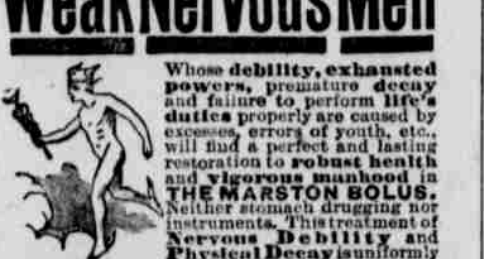 Weak Nervous Men
Whose debility, exhausted
powers, premature decay
and failure to perform life's
duties properly are caused by
excesses, errors of youth, etc.,
will find a perfect and lasting
restoration to robust health
and vigorous manhood in
THE MARSTON BOLUS.
Neither stomach drugging nor
instruments. This treatment of
Nervous Debility and
Physical Decay is uniformly